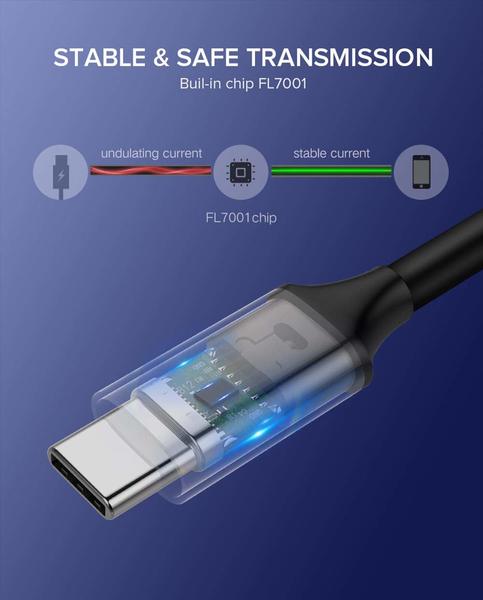 STABLE & SAFE TRANSMISSION
Buil-in chip FL7001
undulating current
stable current
FL7001chip